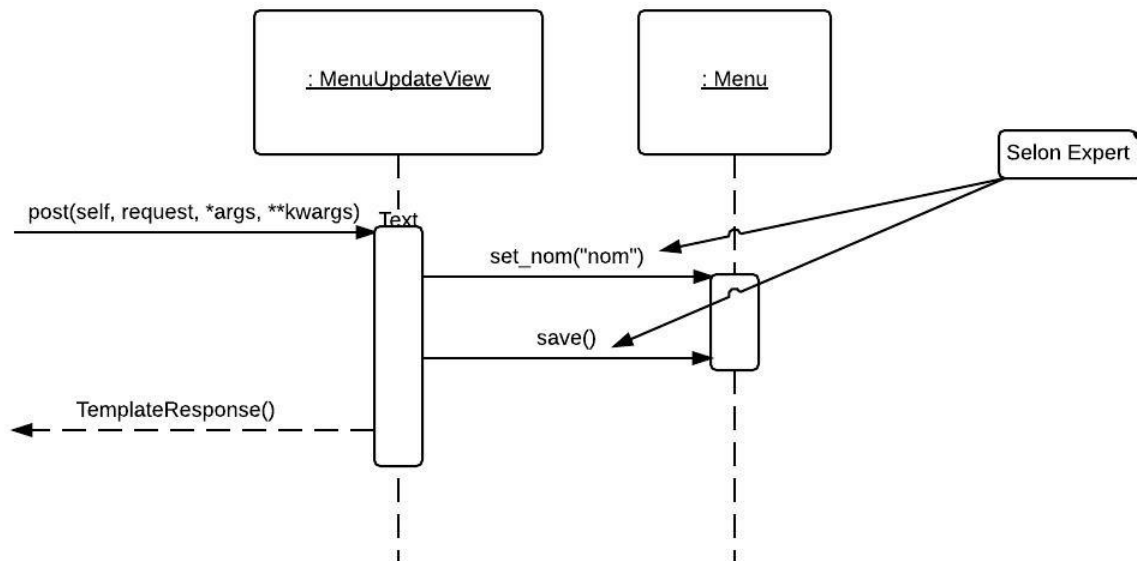 : MenuUpdateView
: Menu
Selon Expert
post(self, request, *args, **kwargs)
Text
set_nom("nom")
save()
TemplateResponse()